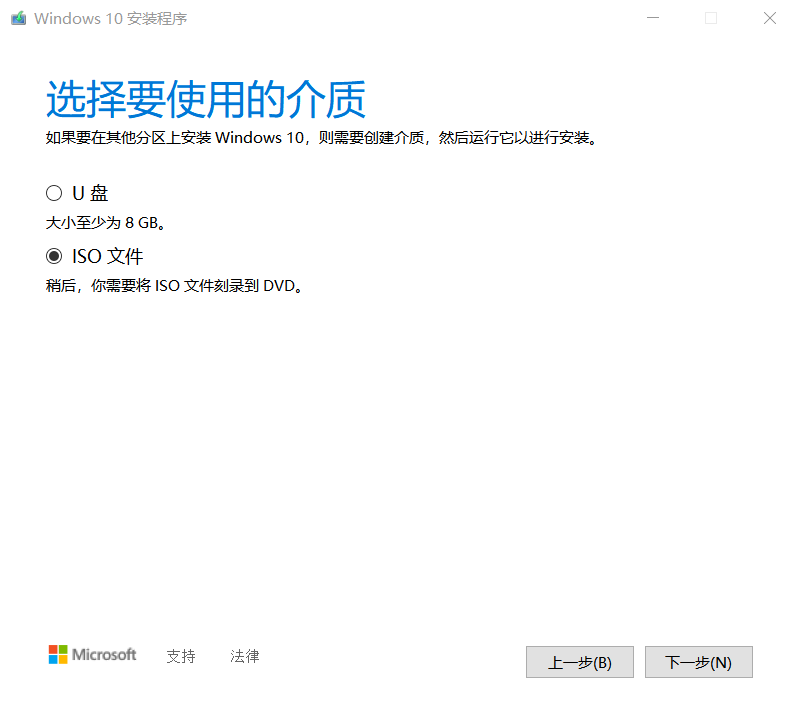 Windows 10 安装程序
选择要使用的介质
如果要在其他分区上安装 Windows 10，则需要创建介质，然后运行它以进行安装。
U 盘
大小至少为 8 GB。
ISO 文件
稍后，你需要将 ISO 文件刻录到 DVD。
Microsoft 支持 法律 上一步(B) 下一步(N)